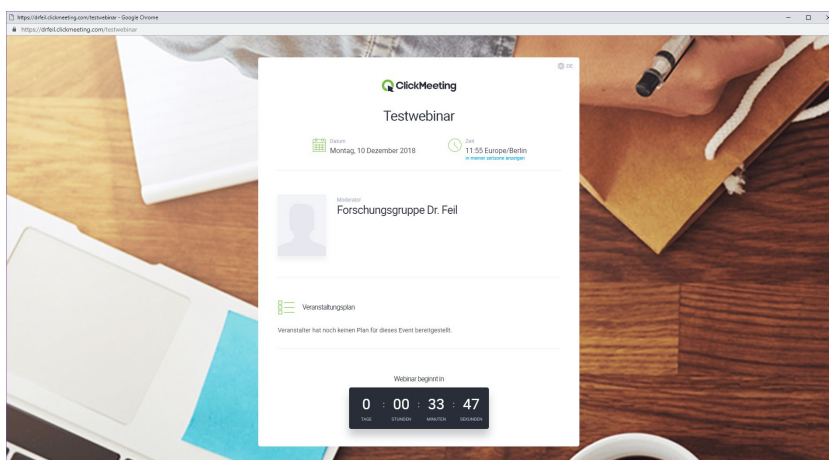 https://drfeil.clickmeeting.com/testwebinar - Google Chrome
https://drfeil.clickmeeting.com/testwebinar
DE
ClickMeeting
Testwebinar
Datum
Montag, 10 Dezember 2018
Zeit
11:55 Europe/Berlin
in meiner zeitzone anzeigen
Moderator
Forschungsgruppe Dr. Feil
Veranstaltungsplan
Veranstalter hat noch keinen Plan für dieses Event bereitgestellt.
Webinar beginnt in
0 : 00 : 33 : 47
TAGE STUNDEN MINUTEN SEKUNDEN